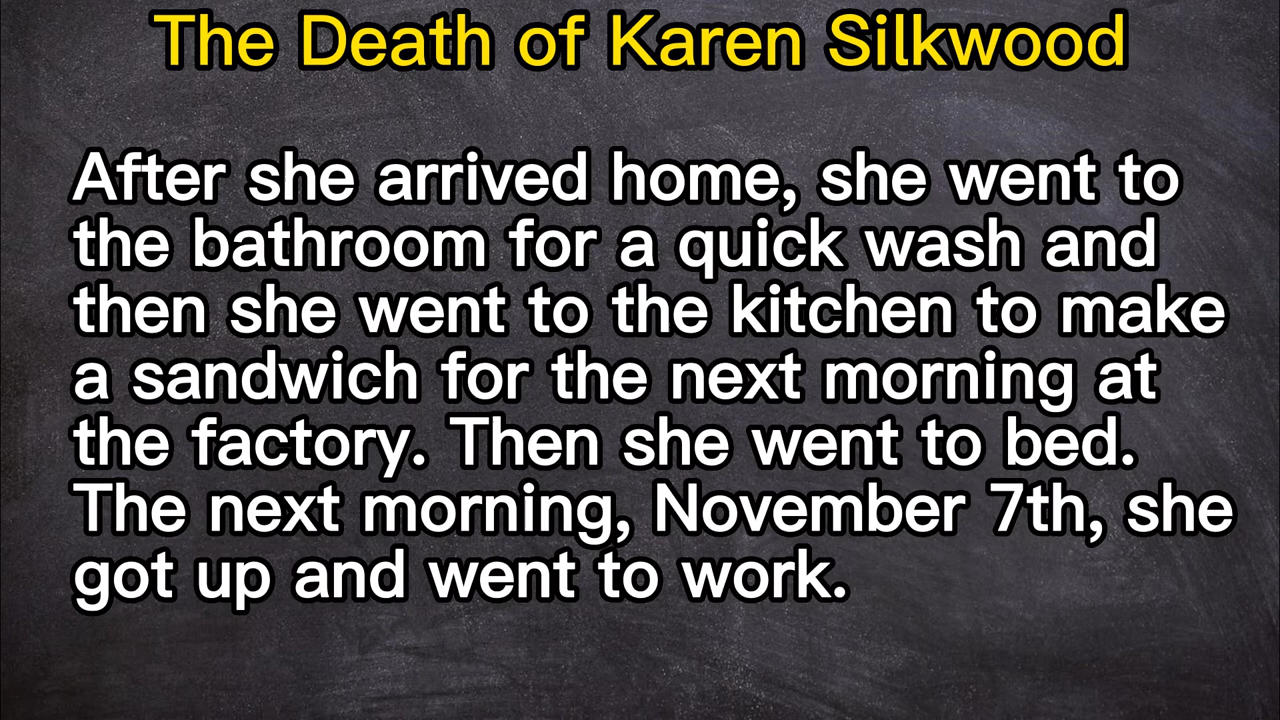 The Death of Karen Silkwood
After she arrived home, she went to
the bathroom for a quick wash and
then she went to the kitchen to make
a sandwich for the next morning at
the factory. Then she went to bed.
The next morning, November 7th, she
got up and went to work.